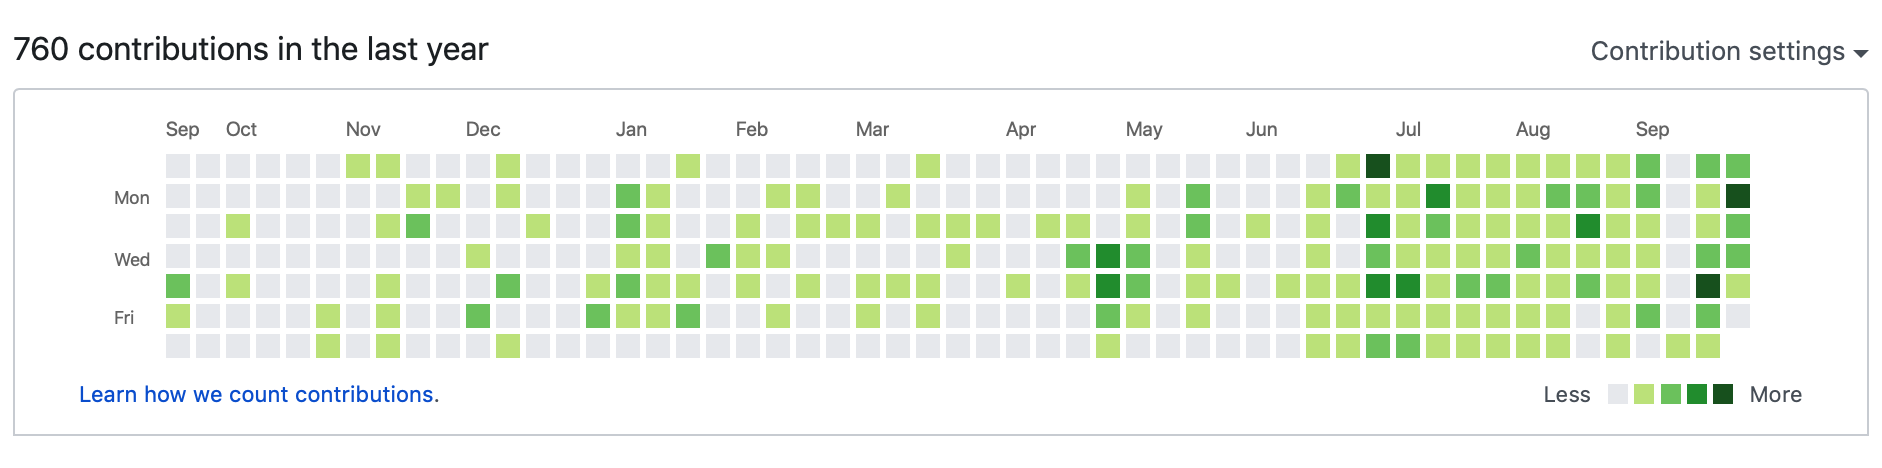 760 contributions in the last year
Contribution settings
Sep Oct Nov Dec Jan Feb Mar Apr May Jun Jul Aug Sep
Mon
Wed
Fri
Learn how we count contributions.
Less More